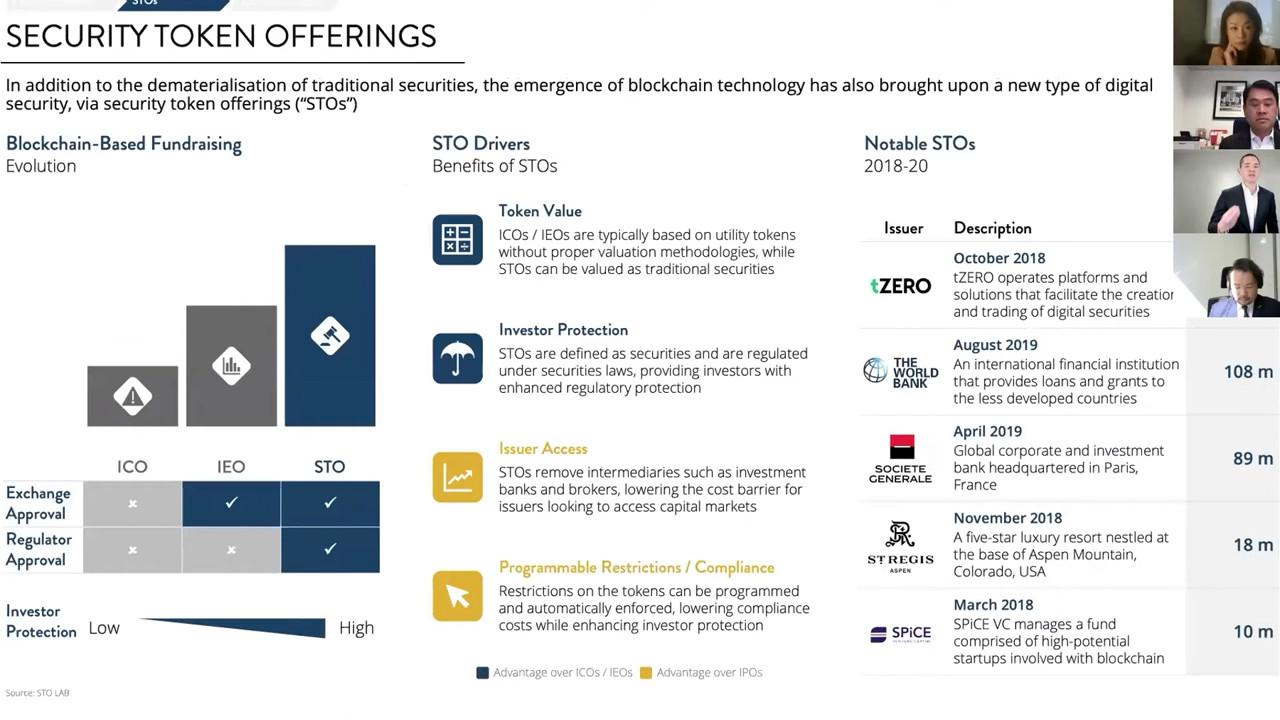 STOs
SECURITY TOKEN OFFERINGS
In addition to the dematerialisation of traditional securities, the emergence of blockchain technology has also brought upon a new type of digital
security, via security token offerings (“STOs”)
Blockchain-Based Fundraising
Evolution
ICO
IEO
STO
Exchange
Approval
Regulator
Approval
Investor
Protection
Low
High
Source: STO LAB
STO Drivers
Benefits of STOs
Token Value
ICOs / IEOs are typically based on utility tokens
without proper valuation methodologies, while
STOs can be valued as traditional securities
Investor Protection
STOs are defined as securities and are regulated
under securities laws, providing investors with
enhanced regulatory protection
Issuer Access
STOs remove intermediaries such as investment
banks and brokers, lowering the cost barrier for
issuers looking to access capital markets
Programmable Restrictions / Compliance
Restrictions on the tokens can be programmed
and automatically enforced, lowering compliance
costs while enhancing investor protection
Advantage over ICOs / IEOs
Advantage over IPOs
Notable STOs
2018-20
Issuer
Description
tZERO
October 2018
tZERO operates platforms and
solutions that facilitate the creation
and trading of digital securities
THE
WORLD
BANK
August 2019
An international financial institution
that provides loans and grants to
the less developed countries
108 m
SOCIETE
GENERALE
April 2019
Global corporate and investment
bank headquartered in Paris,
France
89 m
ST REGIS
ASPEN
November 2018
A five-star luxury resort nestled at
the base of Aspen Mountain,
Colorado, USA
18 m
SPiCE
March 2018
SPiCE VC manages a fund
comprised of high-potential
startups involved with blockchain
10 m